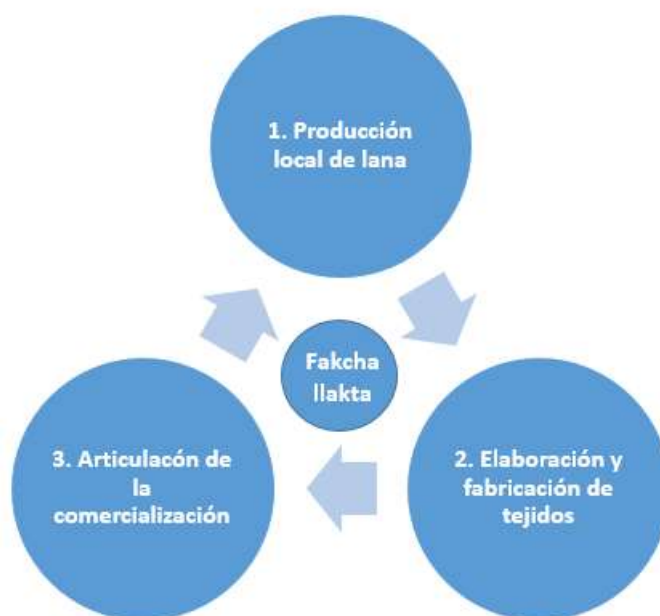 1. Producción
local de lana
Fakcha
llakta
3. Articulacón de
la
comercialización
2. Elaboración y
fabricación de
tejidos